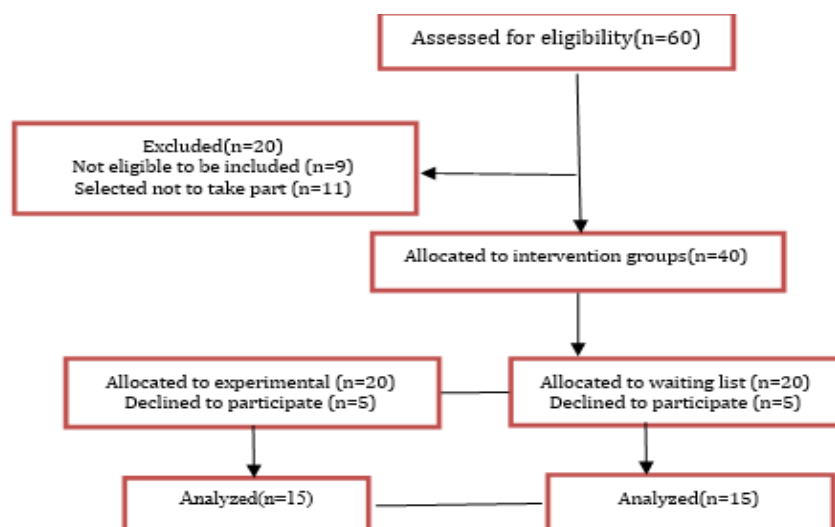 Assessed for eligibility(n=60)
Excluded(n=20)
Not eligible to be included (n=9)
Selected not to take part (n=11)
Allocated to intervention groups(n=40)
Allocated to experimental (n=20)
Declined to participate (n=5)
Allocated to waiting list (n=20)
Declined to participate (n=5)
Analyzed(n=15)
Analyzed(n=15)